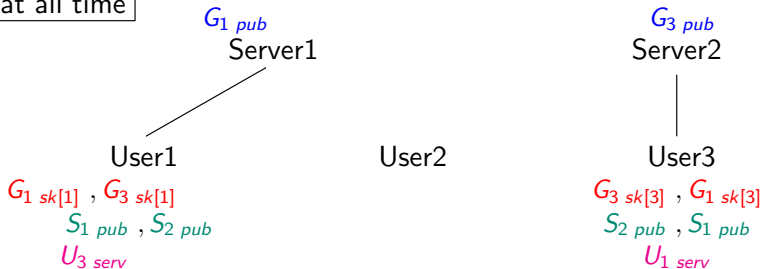 at all time
G1 pub G3 pub
Server1 Server2
User1 User2 User3
G1 sk[1] , G3 sk[1] G3 sk[3] , G1 sk[3]
S1 pub , S2 pub S2 pub , S1 pub
U3 serv U1 serv